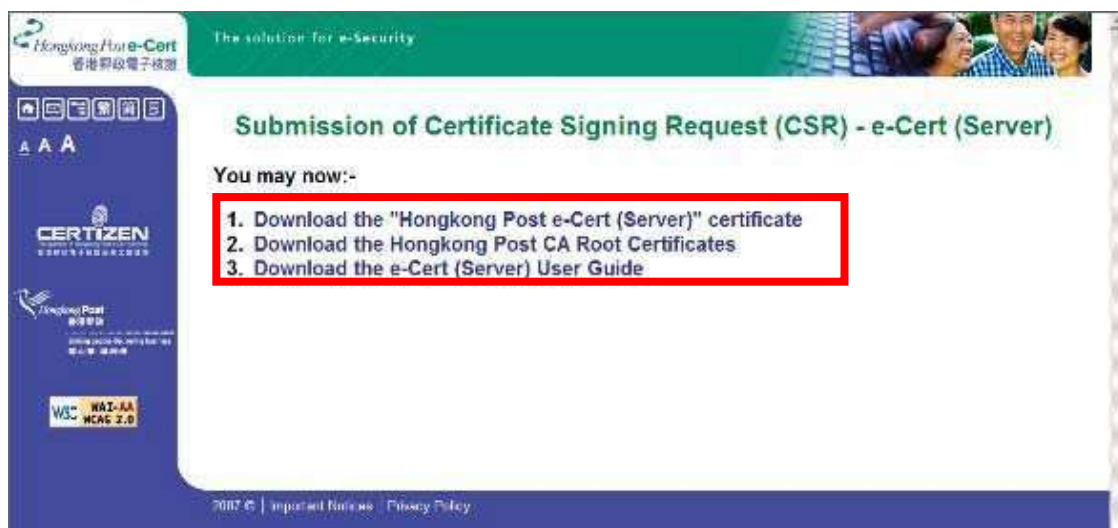 Hongkong Post e-Cert
香港郵政電子核證
The solution for e-Security
繁 簡
A A A
Submission of Certificate Signing Request (CSR) - e-Cert (Server)
You may now:-
1. Download the "Hongkong Post e-Cert (Server)" certificate
2. Download the Hongkong Post CA Root Certificates
3. Download the e-Cert (Server) User Guide
CERTIZEN
Hongkong Post
香港郵政
W3C WAI-AA
WCAG 2.0
2007 © | Important Notices | Privacy Policy